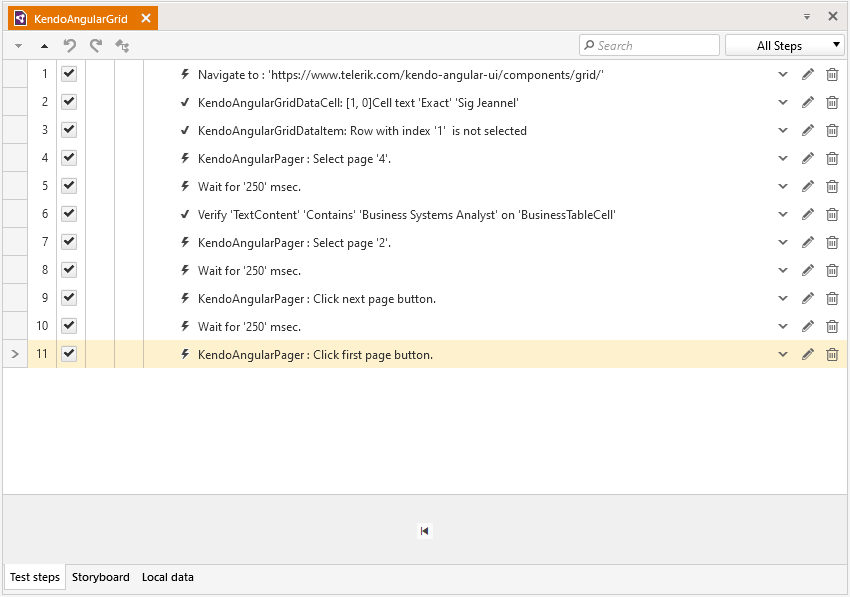 KendoAngularGrid
Search
All Steps
1 Navigate to : 'https://www.telerik.com/kendo-angular-ui/components/grid/'
2 KendoAngularGridDataCell: [1, 0]Cell text 'Exact' 'Sig Jeannel'
3 KendoAngularGridDataItem: Row with index '1'  is not selected
4 KendoAngularPager : Select page '4'.
5 Wait for '250' msec.
6 Verify 'TextContent' 'Contains' 'Business Systems Analyst' on 'BusinessTableCell'
7 KendoAngularPager : Select page '2'.
8 Wait for '250' msec.
9 KendoAngularPager : Click next page button.
10 Wait for '250' msec.
11 KendoAngularPager : Click first page button.
Test steps Storyboard Local data